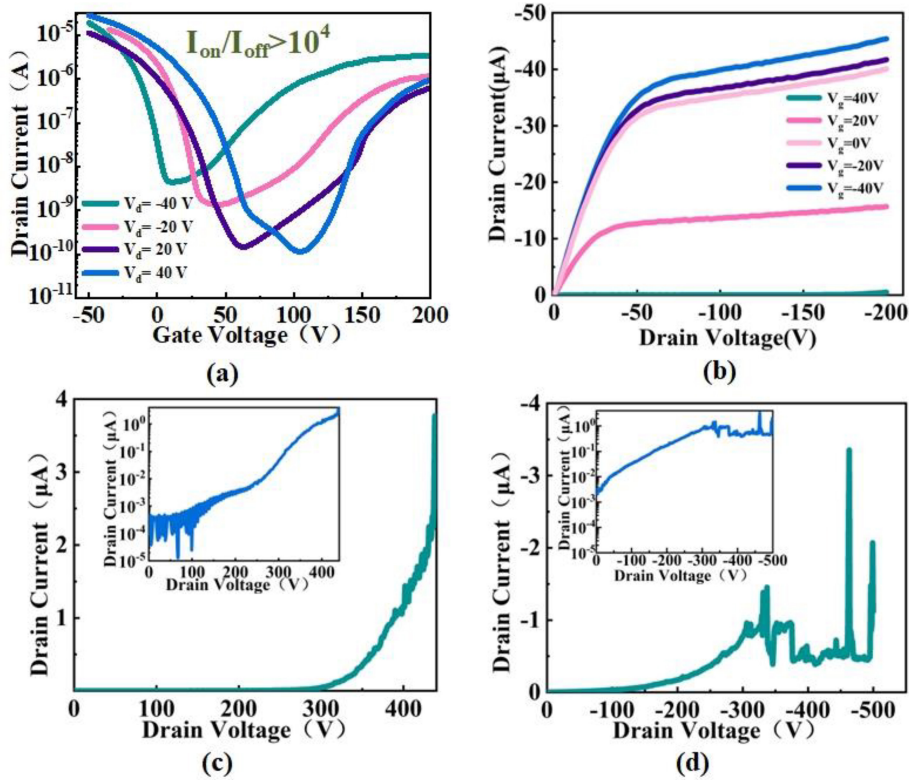 I_on/I_off>10^4
Drain Current（A）
10^-5
10^-6
10^-7
10^-8
10^-9
10^-10
10^-11
V_d= -40 V
V_d= -20 V
V_d= 20 V
V_d= 40 V
-50 0 50 100 150 200
Gate Voltage（V）
(a)
Drain Current(μA)
-50
-40
-30
-20
-10
0
V_g=40V
V_g=20V
V_g=0V
V_g=-20V
V_g=-40V
0 -50 -100 -150 -200
Drain Voltage(V)
(b)
Drain Current（μA）
4
3
2
1
Drain Current（μA）
10^0
10^-1
10^-2
10^-3
10^-4
10^-5
0 100 200 300 400
Drain Voltage（V）
0 100 200 300 400
Drain Voltage（V）
(c)
Drain Current（μA）
-4
-3
-2
-1
0
Drain Current（μA）
10^0
10^-1
10^-2
10^-3
10^-4
10^-5
0 -100 -200 -300 -400 -500
Drain Voltage（V）
0 -100 -200 -300 -400 -500
Drain Voltage（V）
(d)